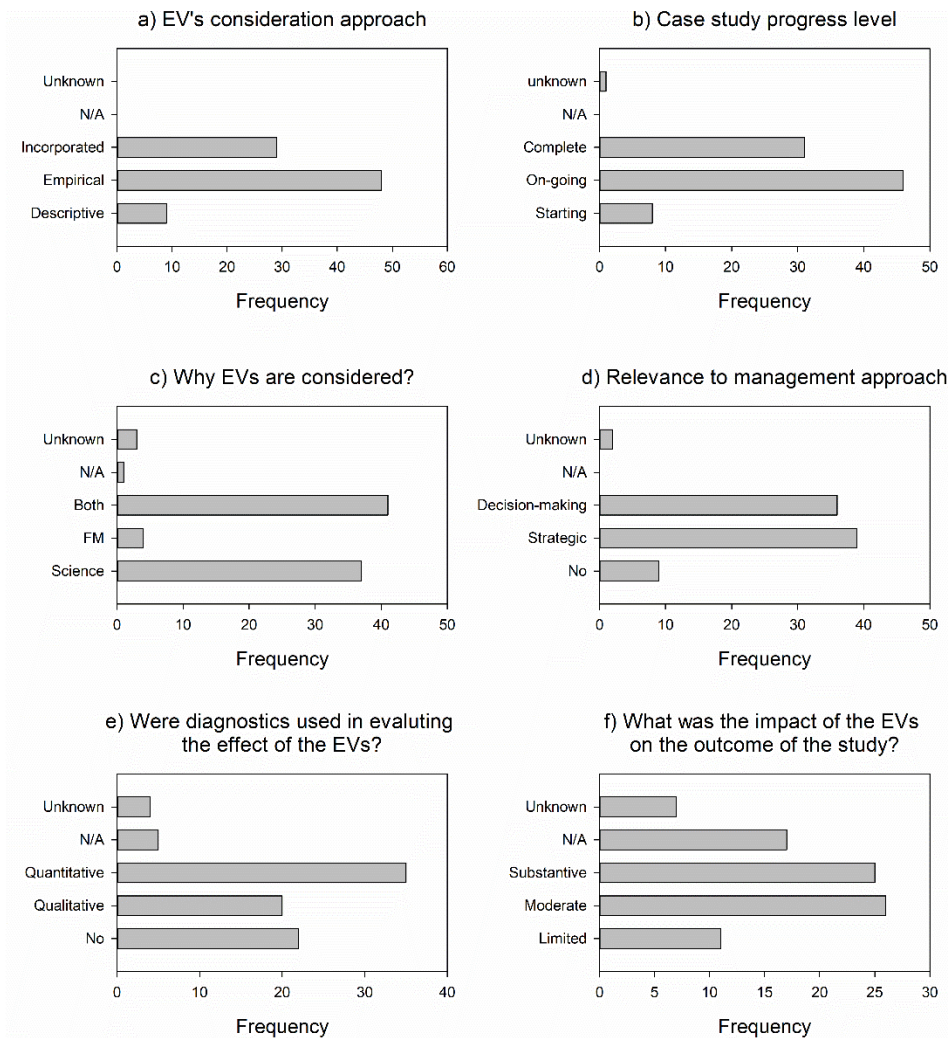 a) EV's consideration approach
Unknown
N/A
Incorporated
Empirical
Descriptive
0 10 20 30 40 50 60
Frequency
b) Case study progress level
unknown
N/A
Complete
On-going
Starting
0 10 20 30 40 50
Frequency
c) Why EVs are considered?
Unknown
N/A
Both
FM
Science
0 10 20 30 40 50
Frequency
d) Relevance to management approach
Unknown
N/A
Decision-making
Strategic
No
0 10 20 30 40 50
Frequency
e) Were diagnostics used in evaluting
the effect of the EVs?
Unknown
N/A
Quantitative
Qualitative
No
0 10 20 30 40
Frequency
f) What was the impact of the EVs
on the outcome of the study?
Unknown
N/A
Substantive
Moderate
Limited
0 5 10 15 20 25 30
Frequency